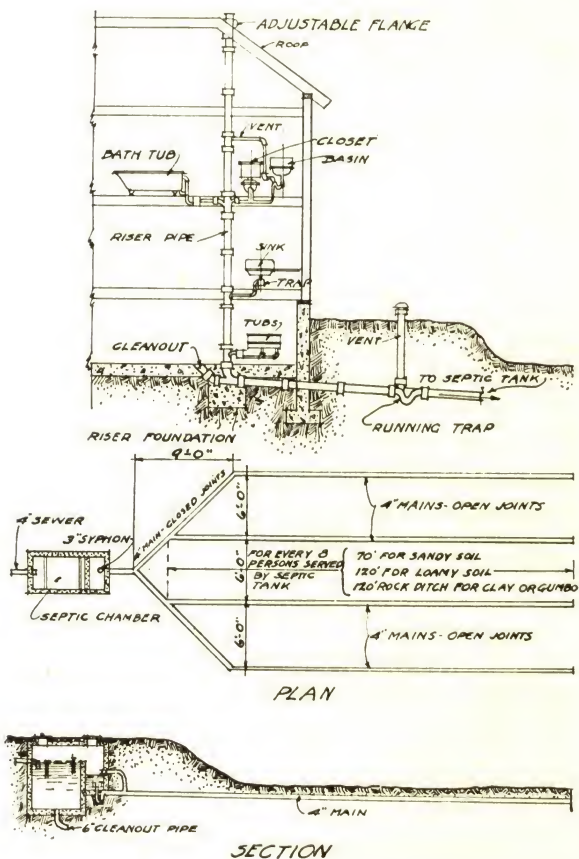 ADJUSTABLE FLANGE
ROOF
VENT
CLOSET
BASIN
BATH TUB
RISER PIPE
SINK
TRAP
TUBS
CLEANOUT
VENT
TO SEPTIC TANK
RUNNING TRAP
RISER FOUNDATION
9'-0"
4" SEWER
3" SYPHON
4" MAIN-CLOSED JOINTS
6'-0"
4" MAINS-OPEN JOINTS
6'-0"
FOR EVERY 8
PERSONS SERVED
BY SEPTIC
TANK
70' FOR SANDY SOIL
120' FOR LOAMY SOIL
120' ROCK DITCH FOR CLAY OR GUMBO
SEPTIC CHAMBER
6'-0"
4" MAINS-OPEN JOINTS
PLAN
4" MAIN
6" CLEANOUT PIPE
SECTION